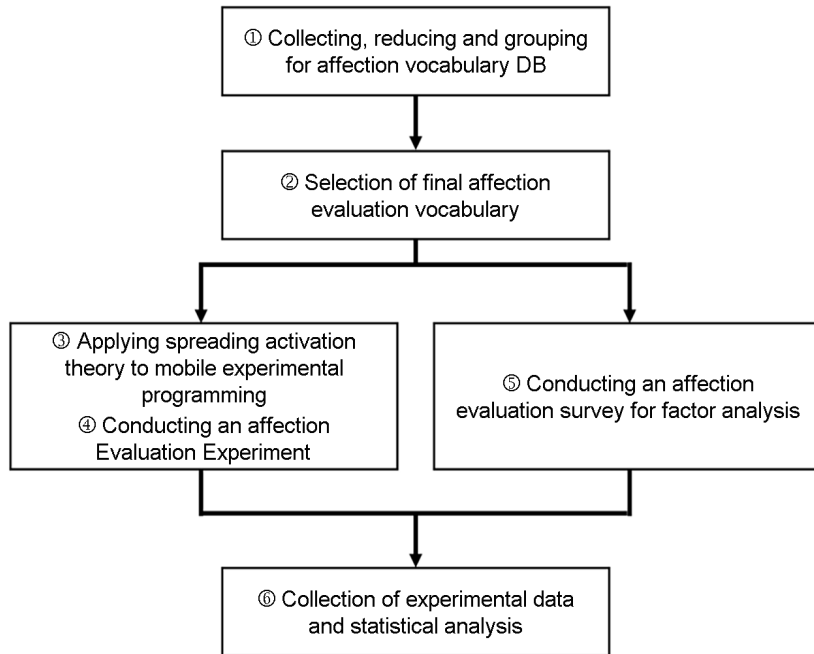 ① Collecting, reducing and grouping
for affection vocabulary DB
② Selection of final affection
evaluation vocabulary
③ Applying spreading activation
theory to mobile experimental
programming
④ Conducting an affection
Evaluation Experiment
⑤ Conducting an affection
evaluation survey for factor analysis
⑥ Collection of experimental data
and statistical analysis